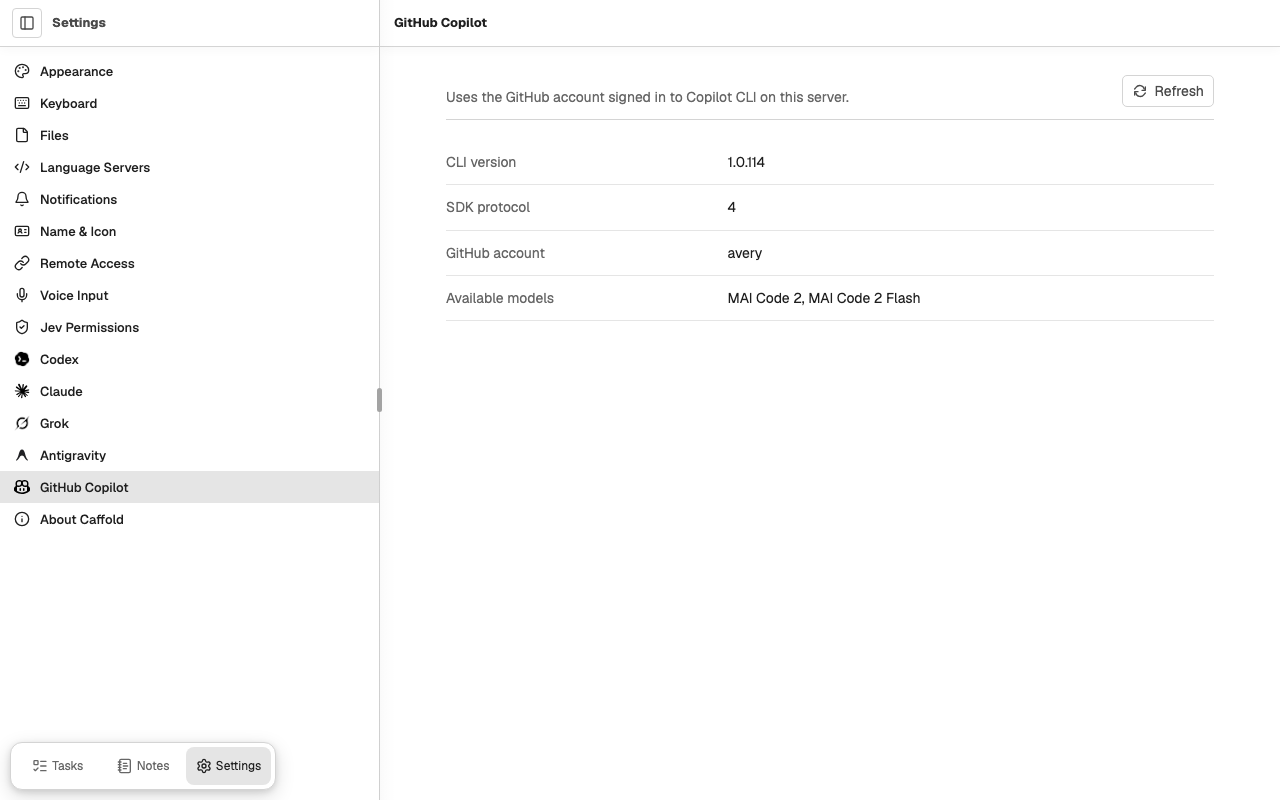 Settings
GitHub Copilot
Appearance
Keyboard
Files
Language Servers
Notifications
Name & Icon
Remote Access
Voice Input
Jev Permissions
Codex
Claude
Grok
Antigravity
GitHub Copilot
About Caffold
Uses the GitHub account signed in to Copilot CLI on this server.
Refresh
CLI version 1.0.114
SDK protocol 4
GitHub account avery
Available models MAI Code 2, MAI Code 2 Flash
Tasks Notes Settings